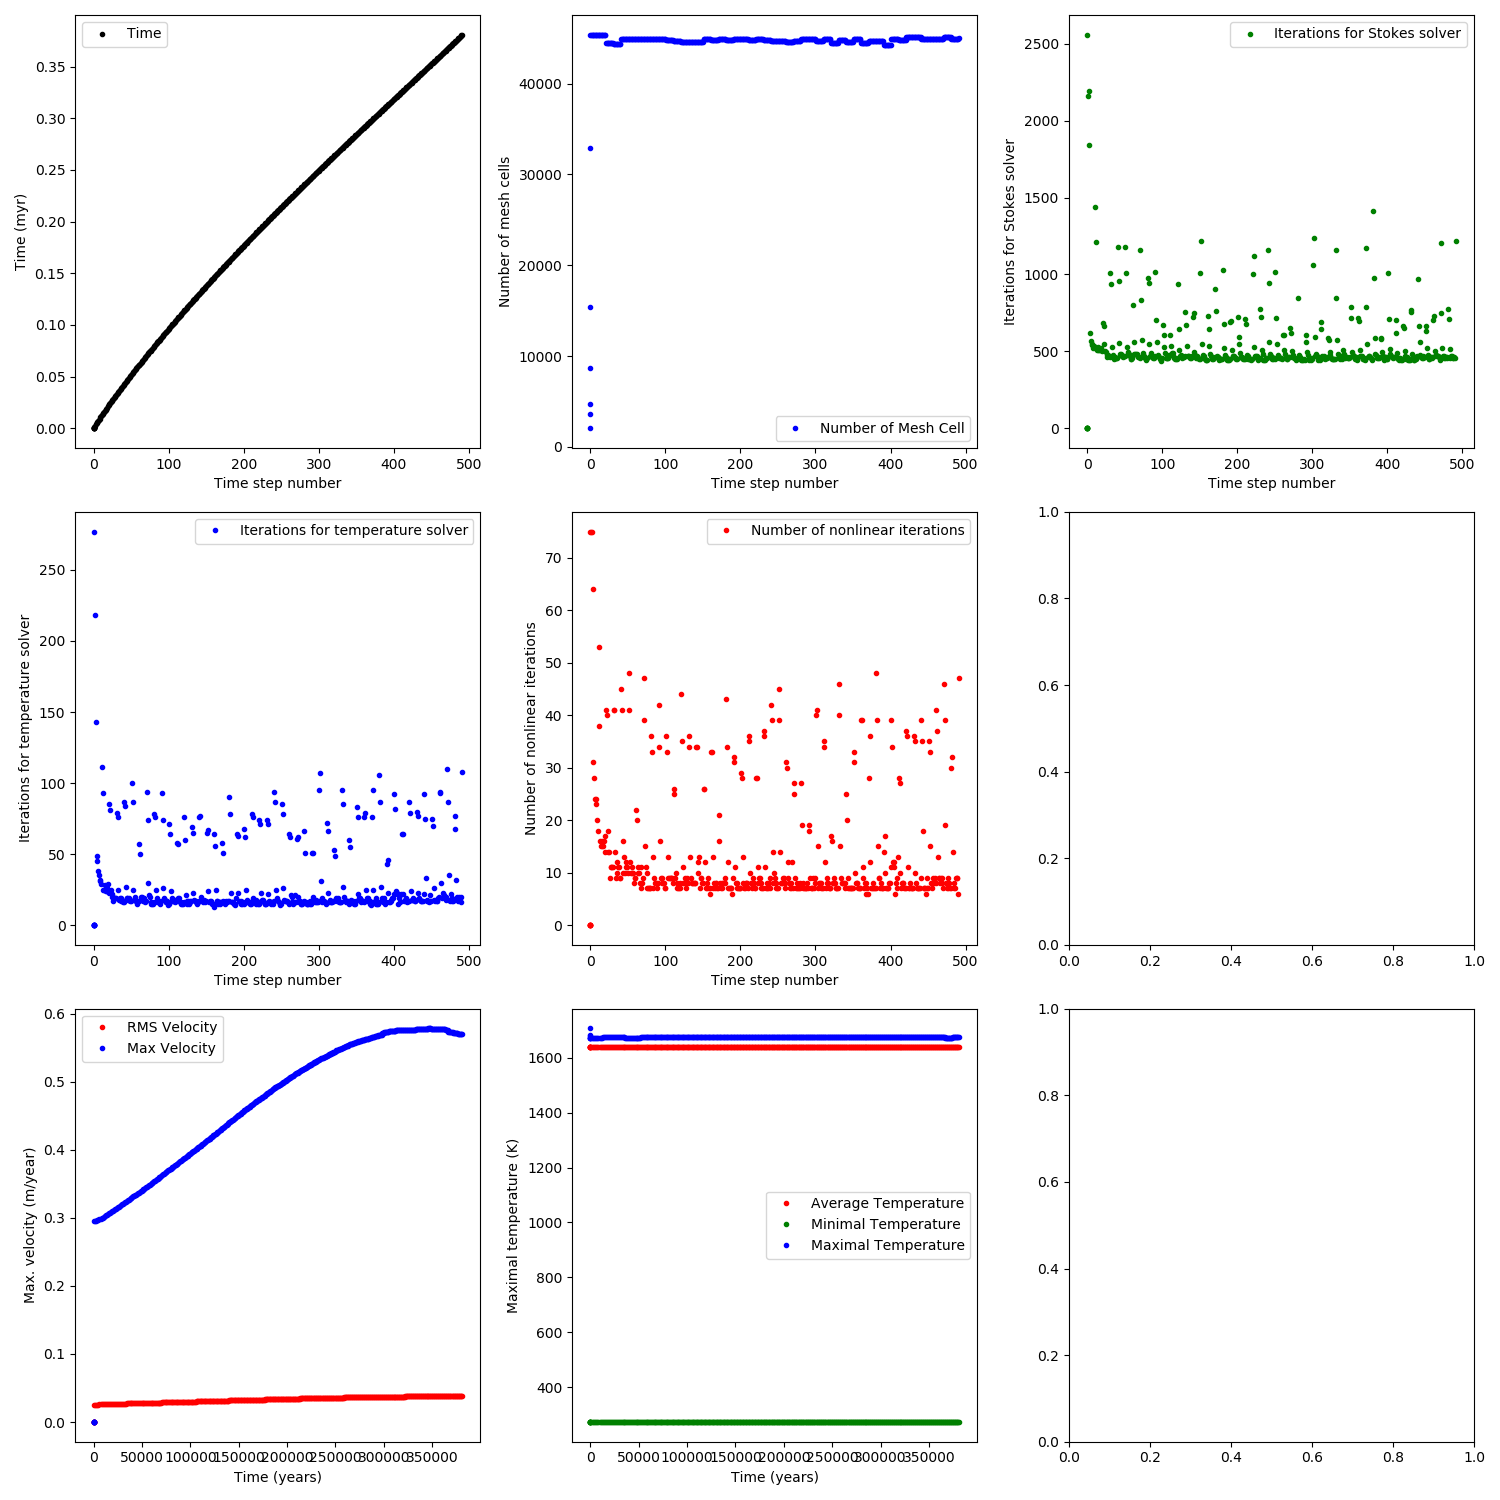 Time
Time (myr)
0.35
0.30
0.25
0.20
0.15
0.10
0.05
0.00
0 100 200 300 400 500
Time step number
Number of Mesh Cell
Number of mesh cells
40000
30000
20000
10000
0
0 100 200 300 400 500
Time step number
Iterations for Stokes solver
Iterations for Stokes solver
2500
2000
1500
1000
500
0
0 100 200 300 400 500
Time step number
Iterations for temperature solver
Iterations for temperature solver
250
200
150
100
50
0
0 100 200 300 400 500
Time step number
Number of nonlinear iterations
Number of nonlinear iterations
70
60
50
40
30
20
10
0
0 100 200 300 400 500
Time step number
1.0
0.8
0.6
0.4
0.2
0.0
0.0 0.2 0.4 0.6 0.8 1.0
RMS Velocity
Max Velocity
Max. velocity (m/year)
0.6
0.5
0.4
0.3
0.2
0.1
0.0
0 50000 100000 150000 200000 250000 300000 350000
Time (years)
Average Temperature
Minimal Temperature
Maximal Temperature
Maximal temperature (K)
1600
1400
1200
1000
800
600
400
0 50000 100000 150000 200000 250000 300000 350000
Time (years)
1.0
0.8
0.6
0.4
0.2
0.0
0.0 0.2 0.4 0.6 0.8 1.0